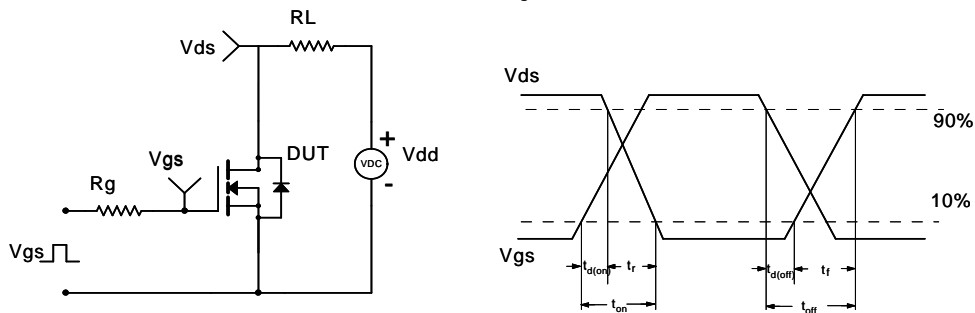 RL
Vds
Vgs
DUT
Rg
VDC
+
-
Vdd
Vgs
Vds
90%
10%
Vgs
td(on)
tr
ton
td(off)
tf
toff